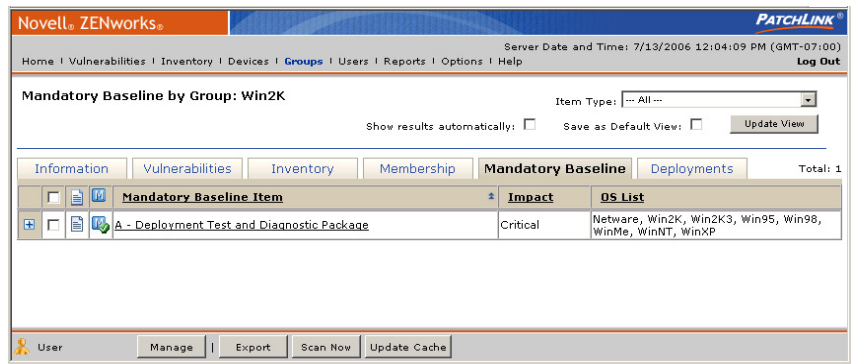 Novell® ZENworks®
PATCHLINK®
Server Date and Time: 7/13/2006 12:04:09 PM (GMT-07:00)
Home | Vulnerabilities | Inventory | Devices | Groups | Users | Reports | Options | Help Log Out
Mandatory Baseline by Group: Win2K
Item Type: --- All ---
Show results automatically: Save as Default View: Update View
Information Vulnerabilities Inventory Membership Mandatory Baseline Deployments Total: 1
M Mandatory Baseline Item Impact OS List
M A - Deployment Test and Diagnostic Package Critical Netware, Win2K, Win2K3, Win95, Win98,
WinMe, WinNT, WinXP
User Manage | Export Scan Now Update Cache